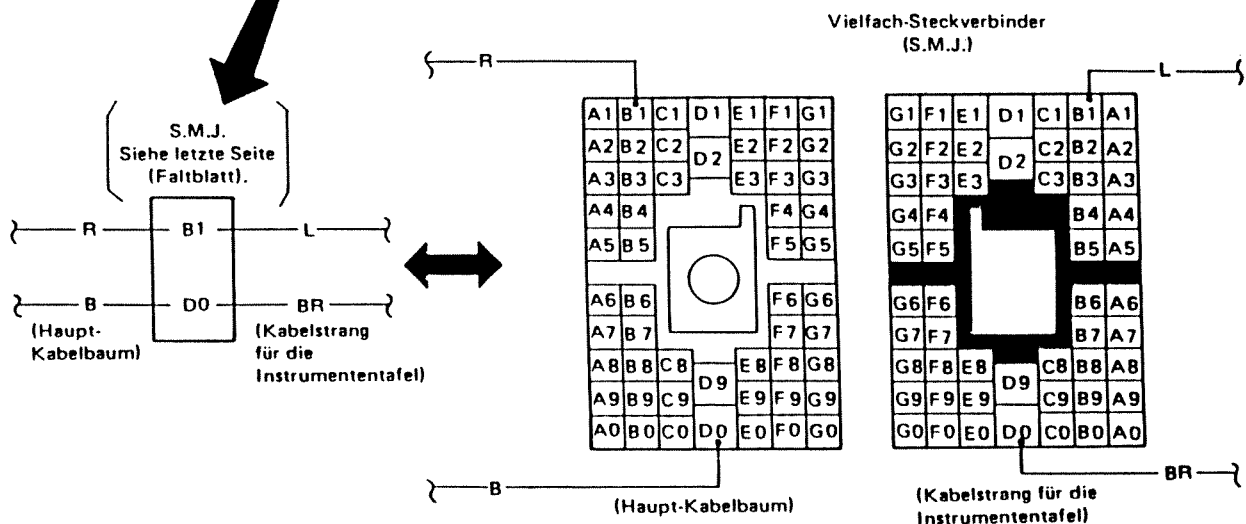 Vielfach-Steckverbinder
(S.M.J.)
S.M.J.
Siehe letzte Seite
(Faltblatt).
R B1 L
B D0 BR
(Haupt-
Kabelbaum)
(Kabelstrang
für die
Instrumententafel)
R
A1 B1 C1 D1 E1 F1 G1
A2 B2 C2 D2 E2 F2 G2
A3 B3 C3 E3 F3 G3
A4 B4 F4 G4
A5 B5 F5 G5
A6 B6 F6 G6
A7 B7 F7 G7
A8 B8 C8 D9 E8 F8 G8
A9 B9 C9 E9 F9 G9
A0 B0 C0 D0 E0 F0 G0
B
(Haupt-Kabelbaum)
L
G1 F1 E1 D1 C1 B1 A1
G2 F2 E2 D2 C2 B2 A2
G3 F3 E3 C3 B3 A3
G4 F4 B4 A4
G5 F5 B5 A5
G6 F6 B6 A6
G7 F7 B7 A7
G8 F8 E8 D9 C8 B8 A8
G9 F9 E9 C9 B9 A9
G0 F0 E0 D0 C0 B0 A0
BR
(Kabelstrang für die
Instrumententafel)